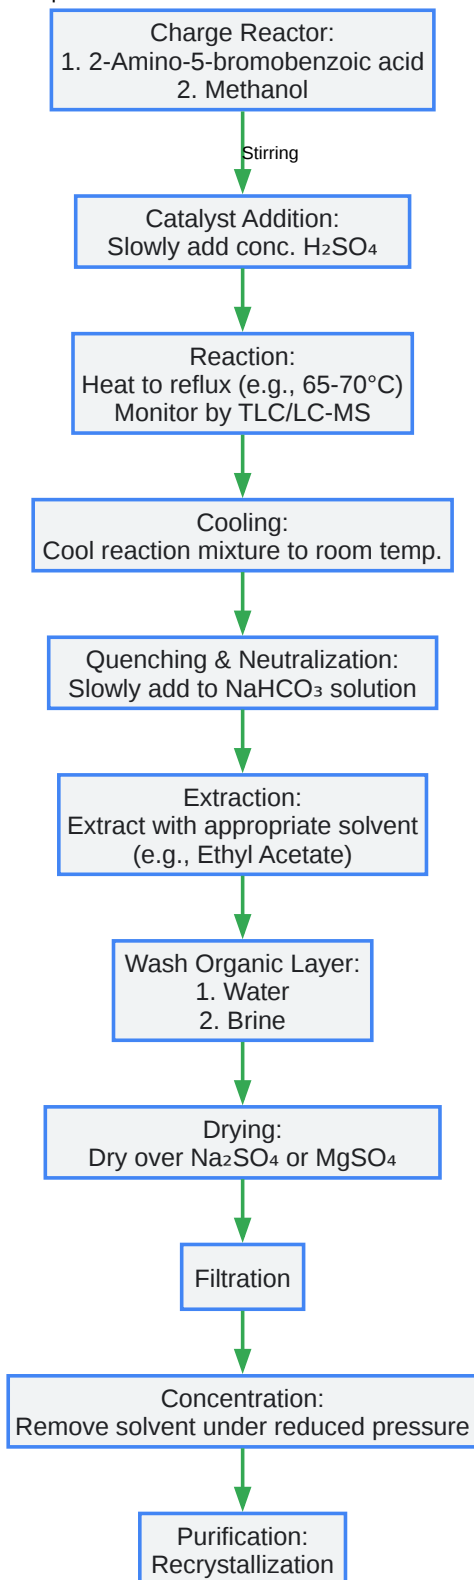 Charge Reactor:
1. 2-Amino-5-bromobenzoic acid
2. Methanol
Stirring
Catalyst Addition:
Slowly add conc. H₂SO₄
Reaction:
Heat to reflux (e.g., 65-70°C)
Monitor by TLC/LC-MS
Cooling:
Cool reaction mixture to room temp.
Quenching & Neutralization:
Slowly add to NaHCO₃ solution
Extraction:
Extract with appropriate solvent
(e.g., Ethyl Acetate)
Wash Organic Layer:
1. Water
2. Brine
Drying:
Dry over Na₂SO₄ or MgSO₄
Filtration
Concentration:
Remove solvent under reduced pressure
Purification:
Recrystallization